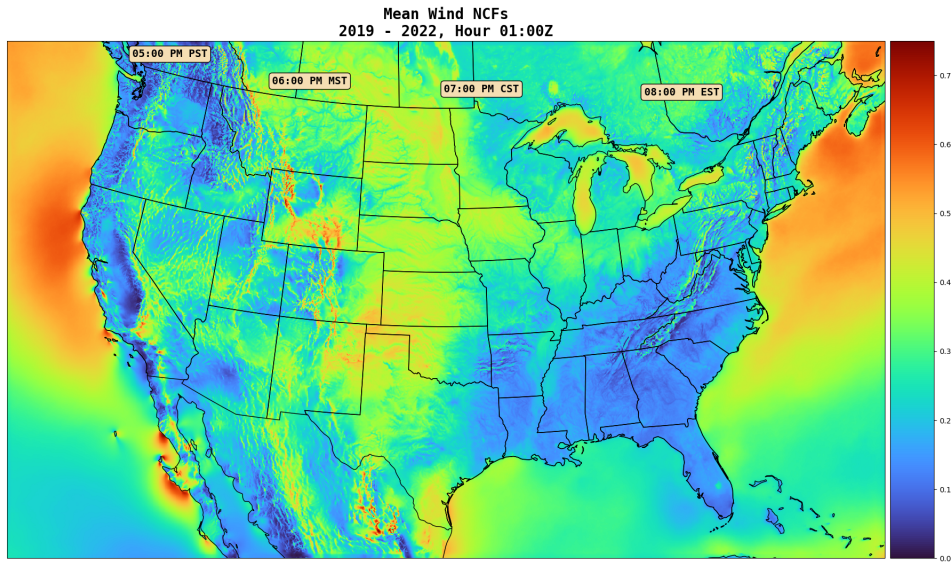 Mean Wind NCFs
2019 - 2022, Hour 01:00Z
05:00 PM PST
06:00 PM MST
07:00 PM CST
08:00 PM EST
0.7
0.6
0.5
0.4
0.3
0.2
0.1
0.0